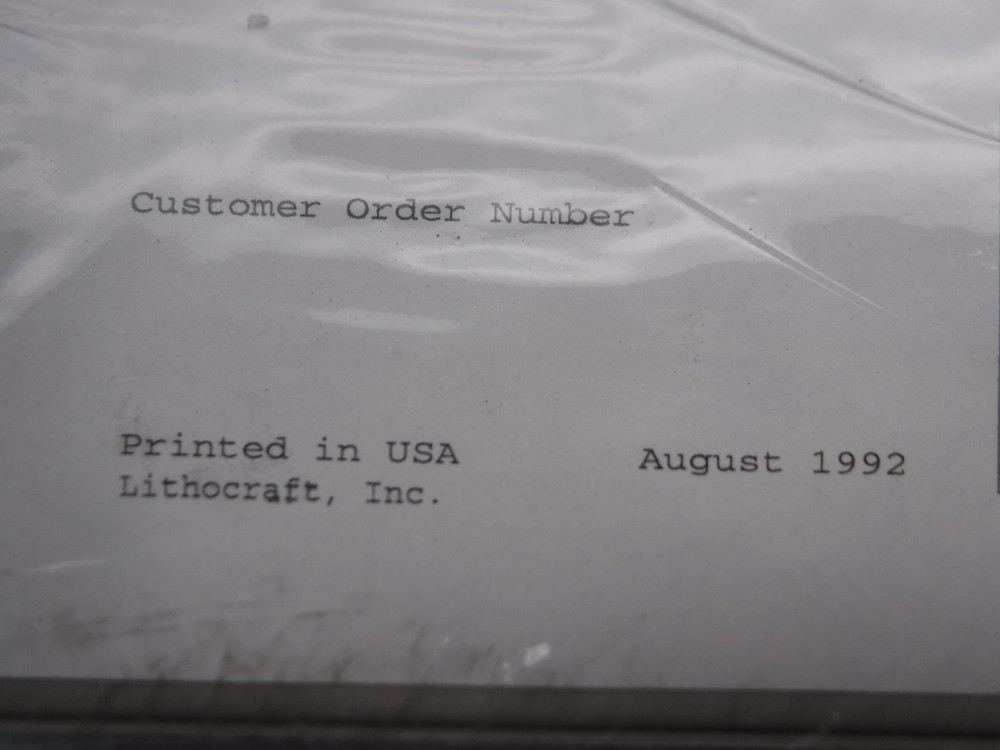 Customer Order Number
Printed in USA August 1992
Lithocraft, Inc.